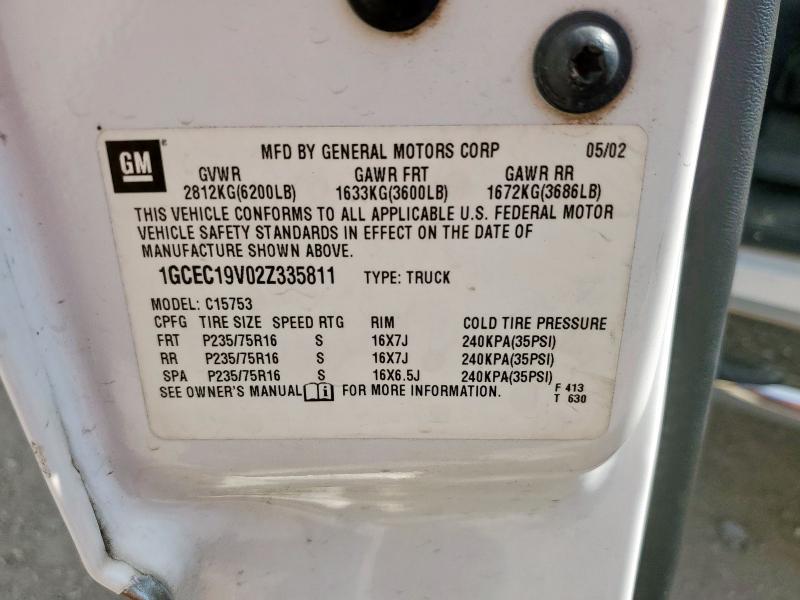 GM
MFD BY GENERAL MOTORS CORP 05/02
GVWR GAWR FRT GAWR RR
2812KG(6200LB) 1633KG(3600LB) 1672KG(3686LB)
THIS VEHICLE CONFORMS TO ALL APPLICABLE U.S. FEDERAL MOTOR
VEHICLE SAFETY STANDARDS IN EFFECT ON THE DATE OF
MANUFACTURE SHOWN ABOVE.
1GCEC19V02Z335811 TYPE: TRUCK
MODEL: C15753
CPFG TIRE SIZE SPEED RTG RIM COLD TIRE PRESSURE
FRT P235/75R16 S 16X7J 240KPA(35PSI)
RR P235/75R16 S 16X7J 240KPA(35PSI)
SPA P235/75R16 S 16X6.5J 240KPA(35PSI)
SEE OWNER'S MANUAL FOR MORE INFORMATION.
F 413
T 630